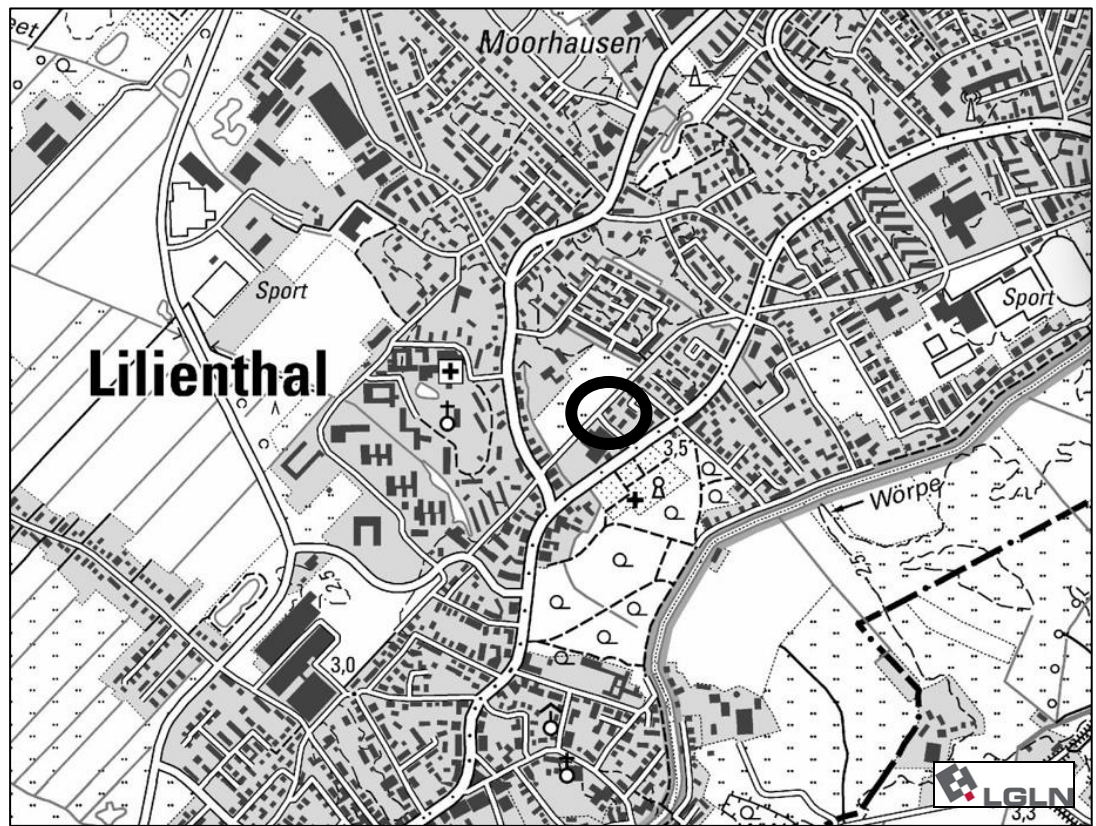 Moorhausen
Sport
Sport
Lilienthal
3,5
Wörpe
2,5
2,5
3,0
LGLN
3,3